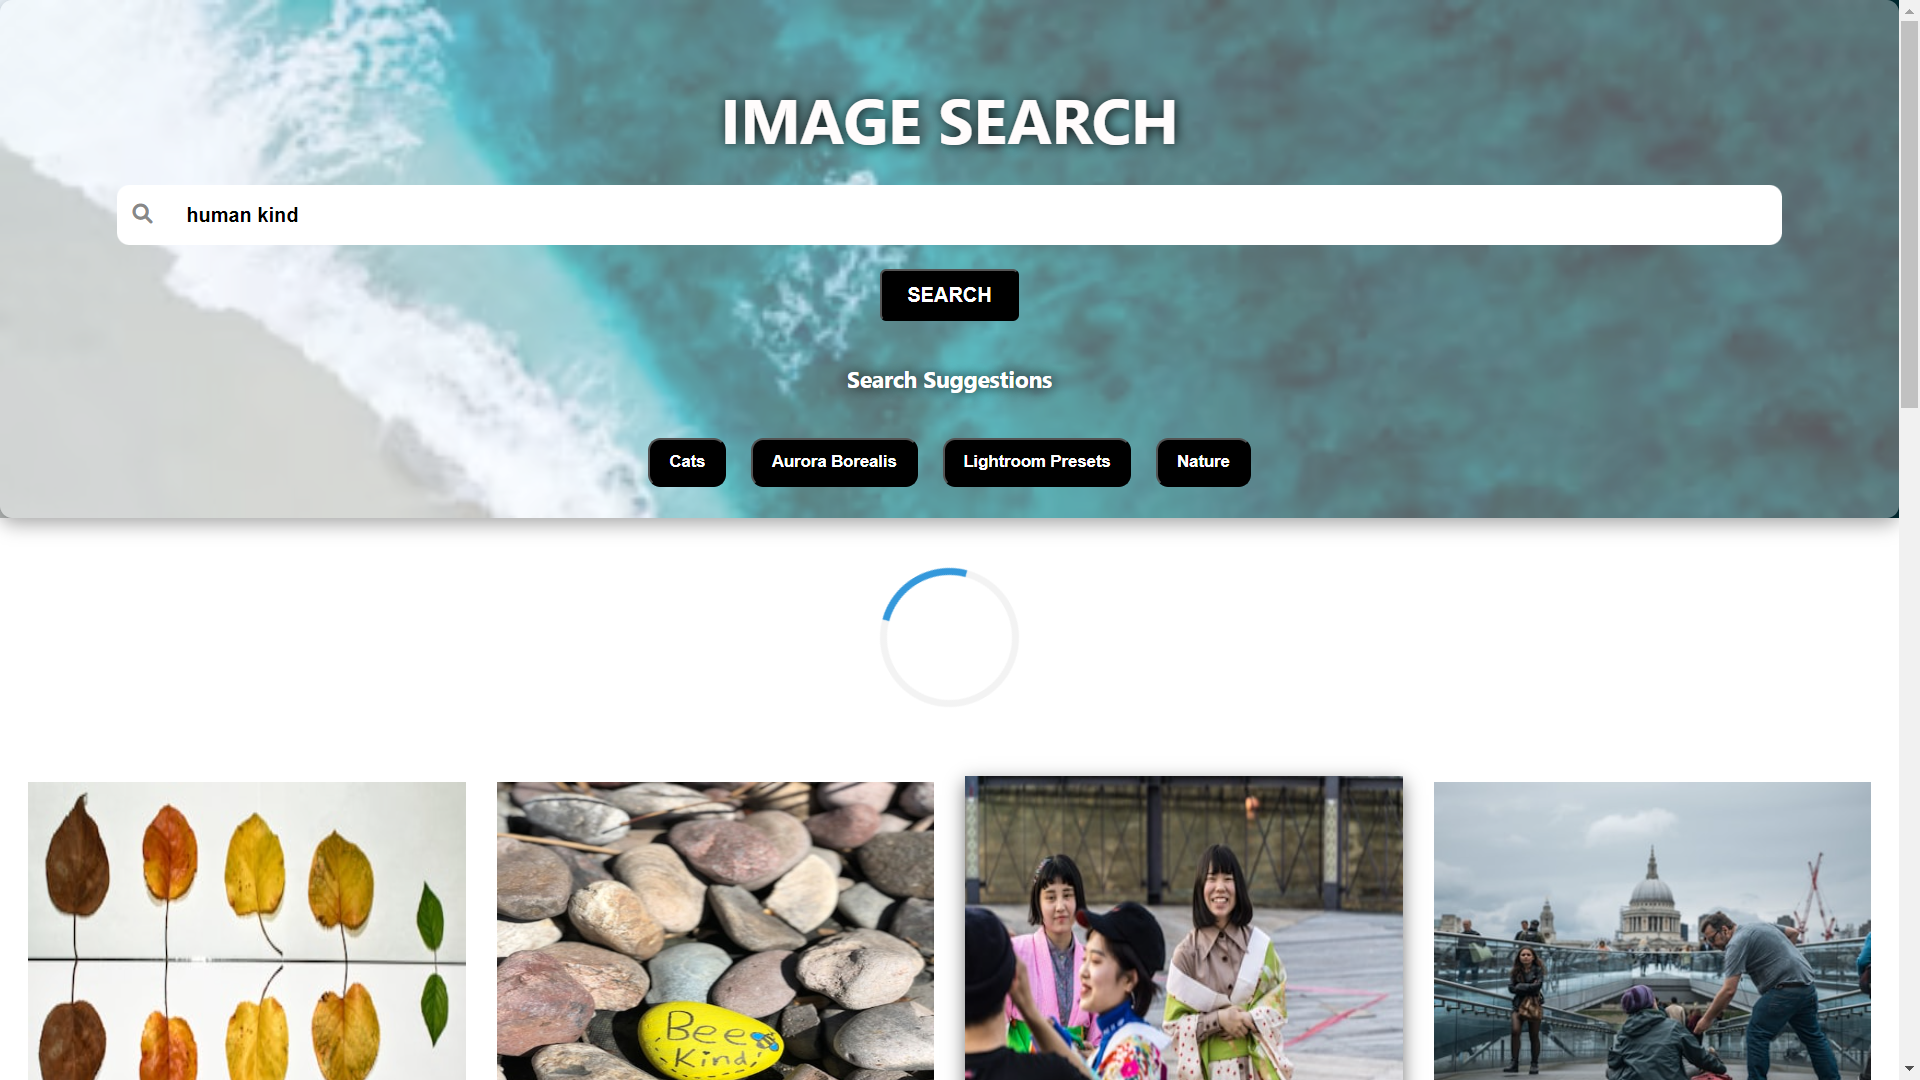 IMAGE SEARCH
human kind
SEARCH
Search Suggestions
Cats
Aurora Borealis
Lightroom Presets
Nature
Bee
Kind!